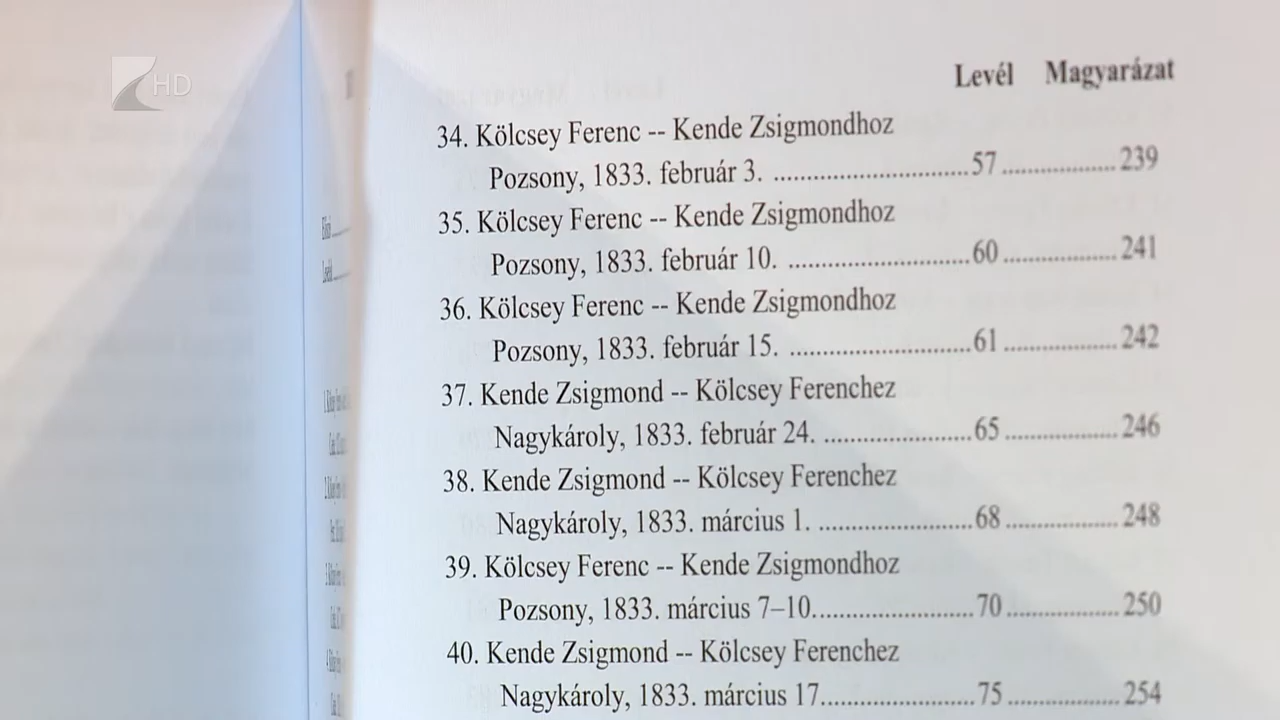 HD
Levél Magyarázat
34. Kölcsey Ferenc -- Kende Zsigmondhoz
Pozsony, 1833. február 3. ..............................57 ....................239
35. Kölcsey Ferenc -- Kende Zsigmondhoz
Pozsony, 1833. február 10. ............................60 ....................241
36. Kölcsey Ferenc -- Kende Zsigmondhoz
Pozsony, 1833. február 15. ............................61 ....................242
37. Kende Zsigmond -- Kölcsey Ferenchez
Nagykároly, 1833. február 24. .......................65 ....................246
38. Kende Zsigmond -- Kölcsey Ferenchez
Nagykároly, 1833. március 1. ........................68 ....................248
39. Kölcsey Ferenc -- Kende Zsigmondhoz
Pozsony, 1833. március 7–10........................70 ....................250
40. Kende Zsigmond -- Kölcsey Ferenchez
Nagykároly, 1833. március 17.......................75 ....................254